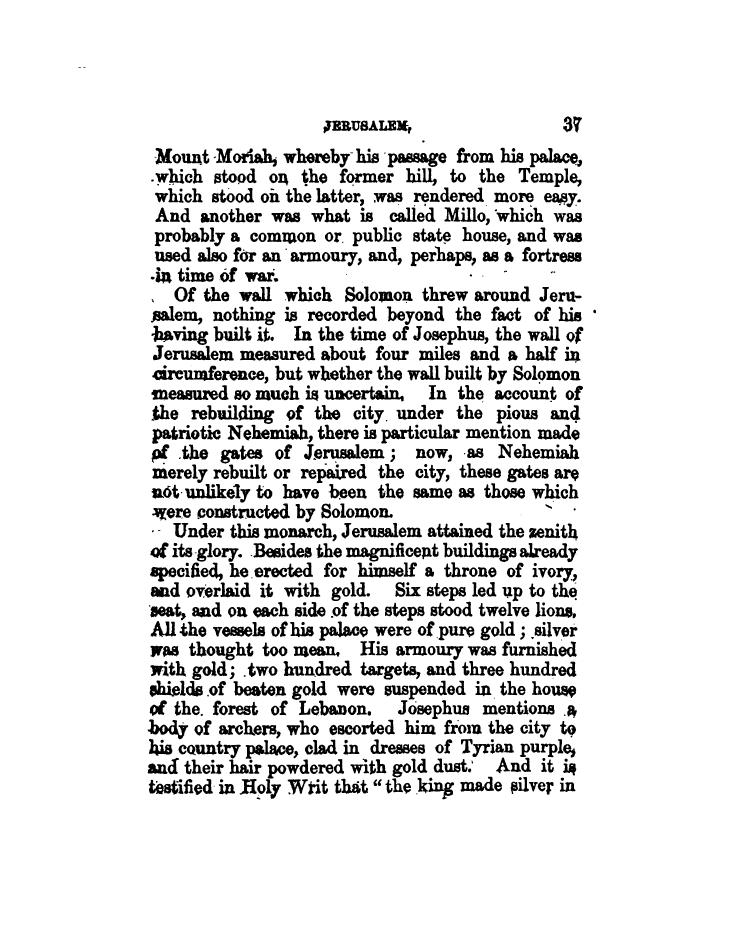 JERUSALEM, 37
Mount Moriah, whereby his passage from his palace,
which stood on the former hill, to the Temple,
which stood on the latter, was rendered more easy.
And another was what is called Millo, which was
probably a common or public state house, and was
used also for an armoury, and, perhaps, as a fortress
in time of war.
Of the wall which Solomon threw around Jeru-
salem, nothing is recorded beyond the fact of his
having built it. In the time of Josephus, the wall of
Jerusalem measured about four miles and a half in
circumference, but whether the wall built by Solomon
measured so much is uncertain. In the account of
the rebuilding of the city under the pious and
patriotic Nehemiah, there is particular mention made
of the gates of Jerusalem; now, as Nehemiah
merely rebuilt or repaired the city, these gates are
not unlikely to have been the same as those which
were constructed by Solomon.
Under this monarch, Jerusalem attained the zenith
of its glory. Besides the magnificent buildings already
specified, he erected for himself a throne of ivory,
and overlaid it with gold. Six steps led up to the
seat, and on each side of the steps stood twelve lions.
All the vessels of his palace were of pure gold; silver
was thought too mean. His armoury was furnished
with gold; two hundred targets, and three hundred
shields of beaten gold were suspended in the house
of the forest of Lebanon. Josephus mentions a
body of archers, who escorted him from the city to
his country palace, clad in dresses of Tyrian purple,
and their hair powdered with gold dust. And it is
testified in Holy Writ that "the king made silver in